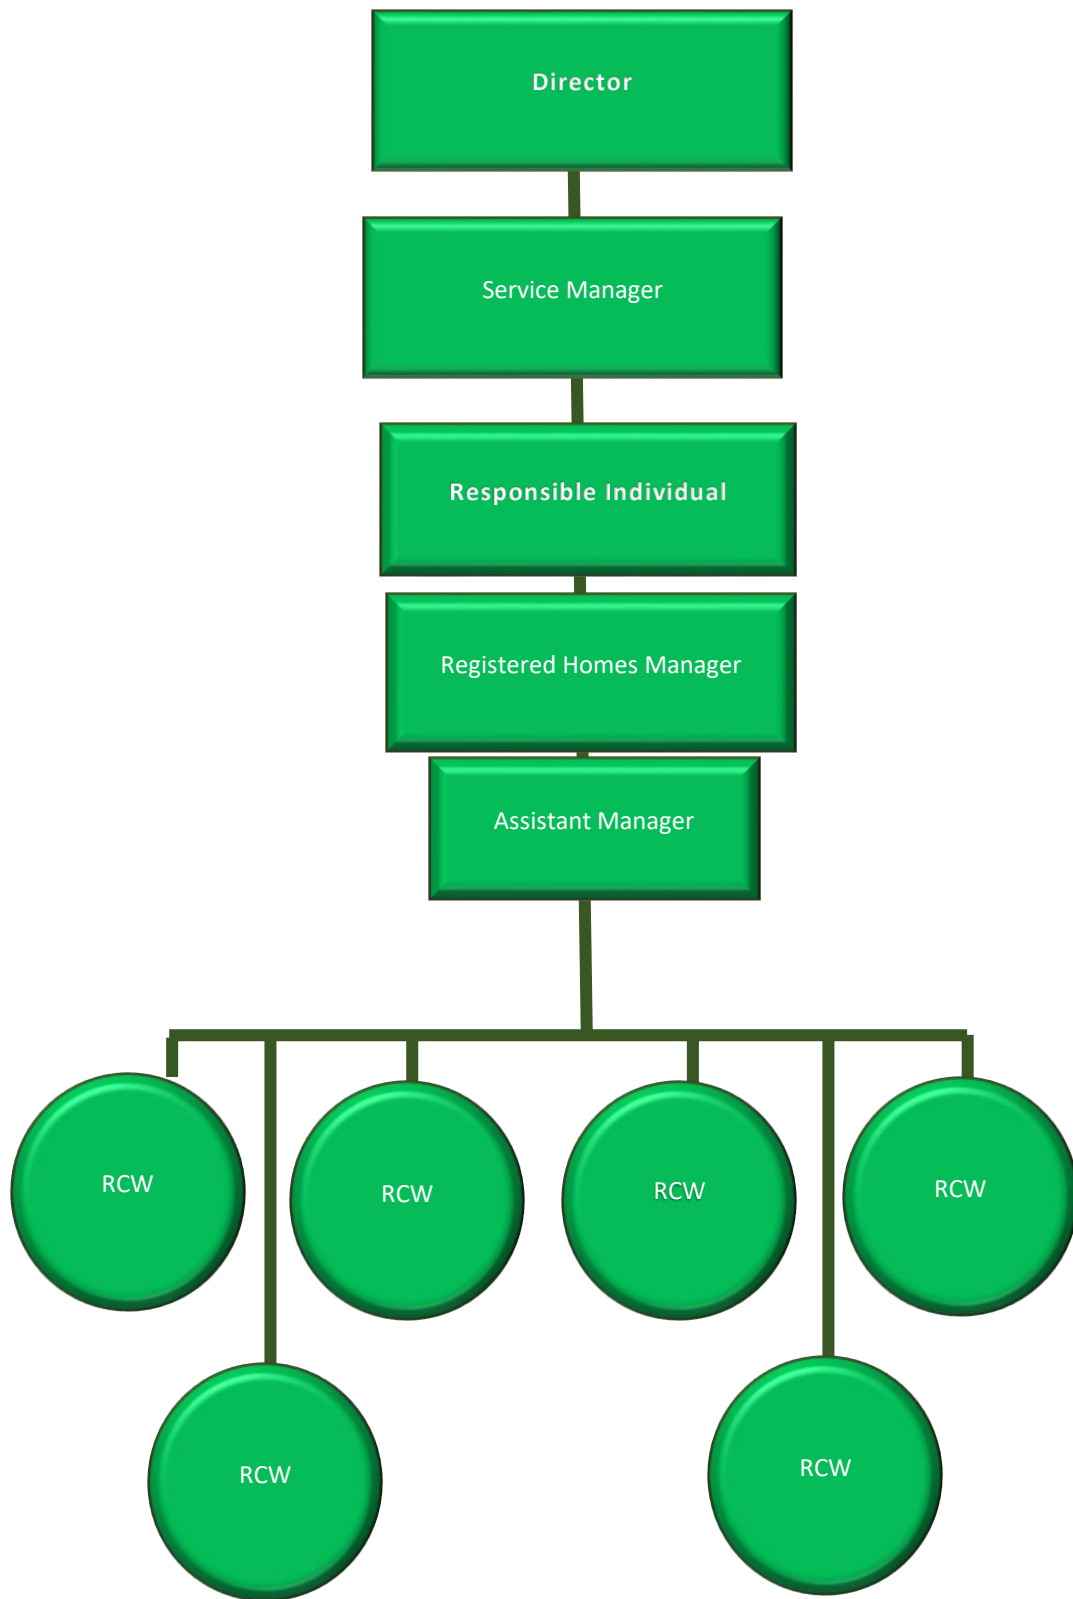 Director
Service Manager
Responsible Individual
Registered Homes Manager
Assistant Manager
RCW
RCW
RCW
RCW
RCW
RCW